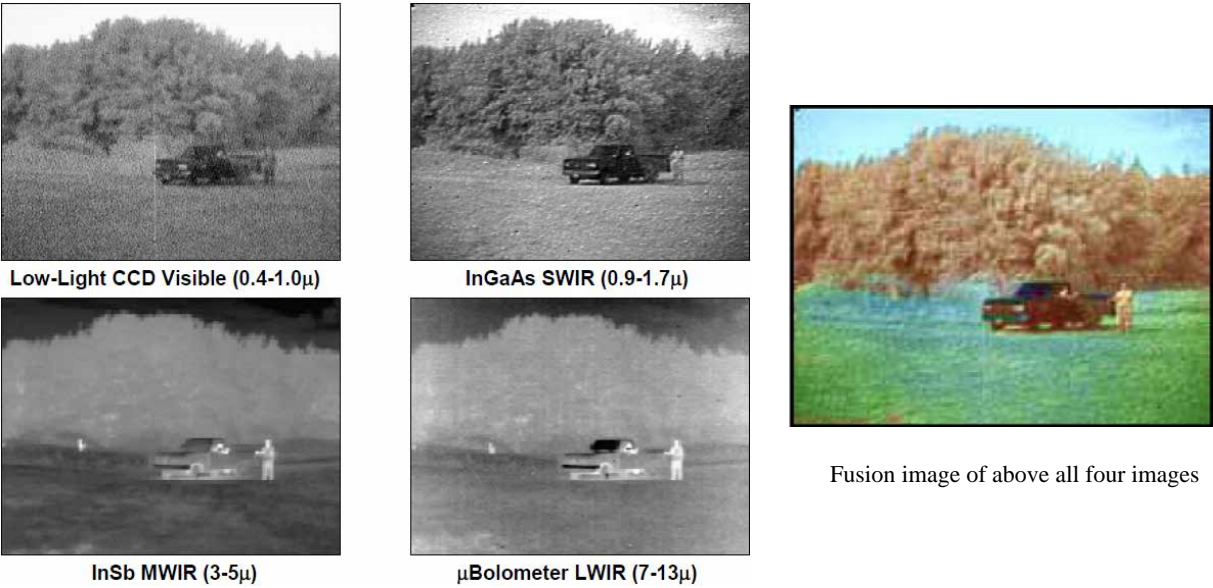 Low-Light CCD Visible (0.4-1.0μ)
InGaAs SWIR (0.9-1.7μ)
InSb MWIR (3-5μ)
μBolometer LWIR (7-13μ)
Fusion image of above all four images